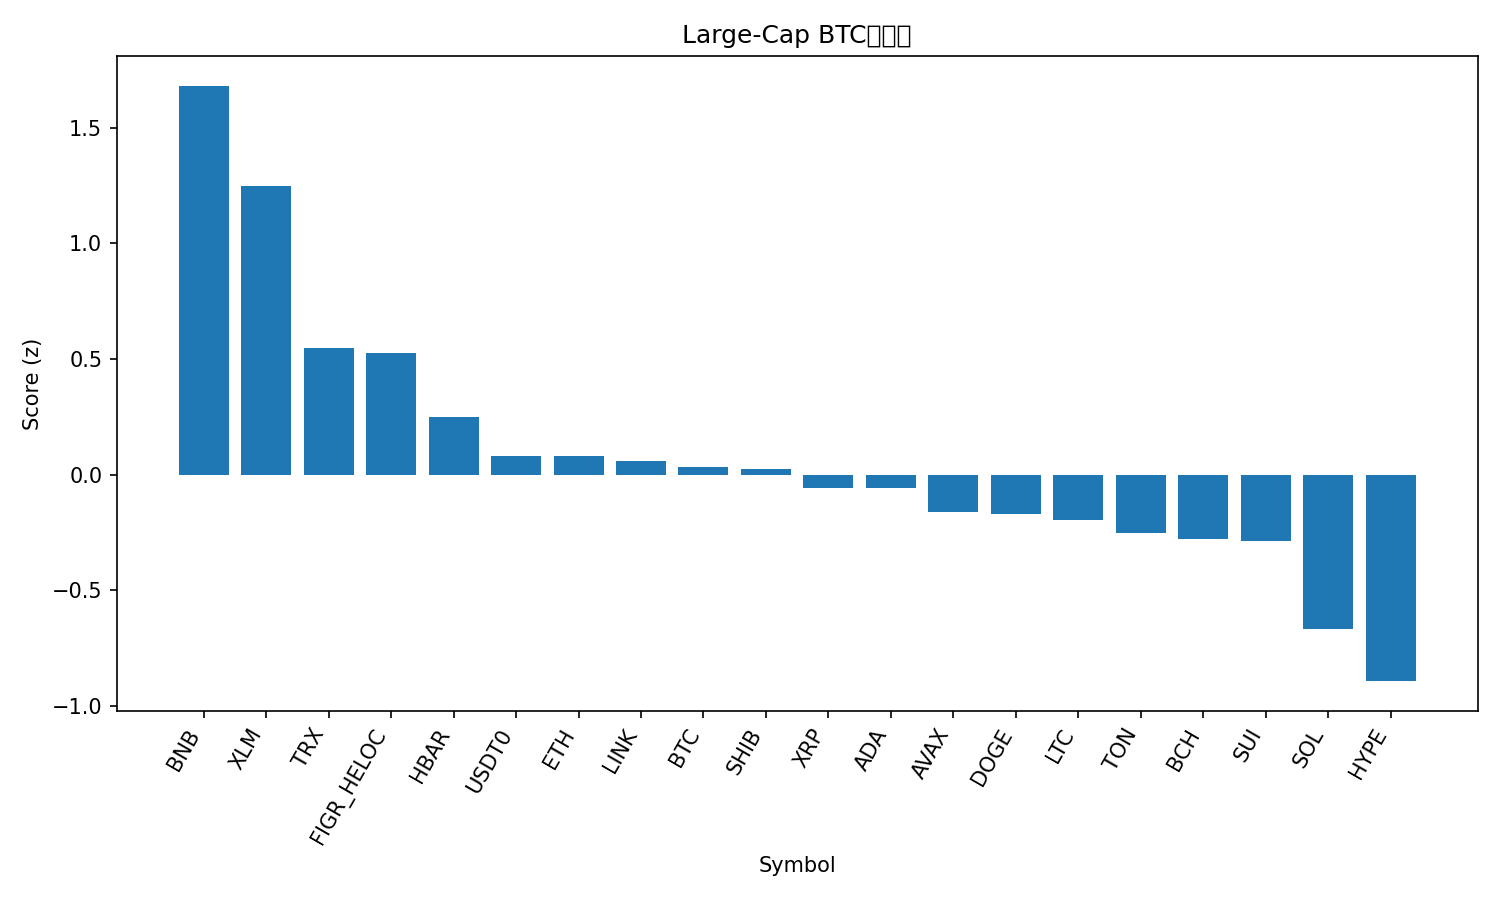 Large-Cap BTC
Score (z)
1.5
1.0
0.5
0.0
−0.5
−1.0
BNB
XLM
TRX
FIGR_HELOC
HBAR
USDT0
ETH
LINK
BTC
SHIB
XRP
ADA
AVAX
DOGE
LTC
TON
BCH
SUI
SOL
HYPE
Symbol